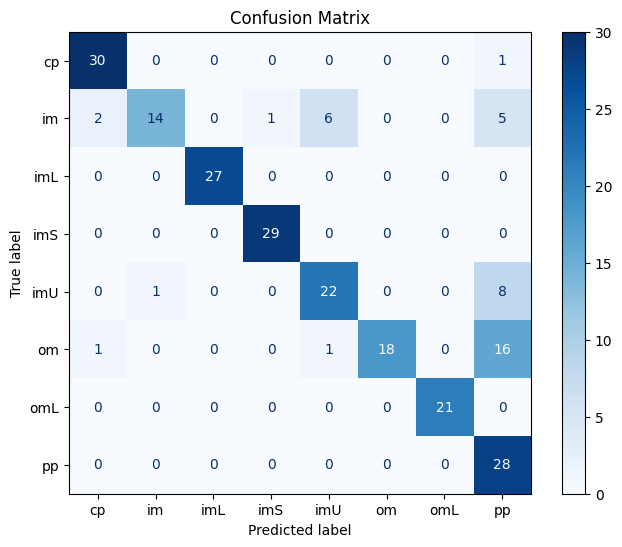 Confusion Matrix
True label
cp 30 0 0 0 0 0 0 1
im 2 14 0 1 6 0 0 5
imL 0 0 27 0 0 0 0 0
imS 0 0 0 29 0 0 0 0
imU 0 1 0 0 22 0 0 8
om 1 0 0 0 1 18 0 16
omL 0 0 0 0 0 0 21 0
pp 0 0 0 0 0 0 0 28
cp im imL imS imU om omL pp
Predicted label
30
25
20
15
10
5
0